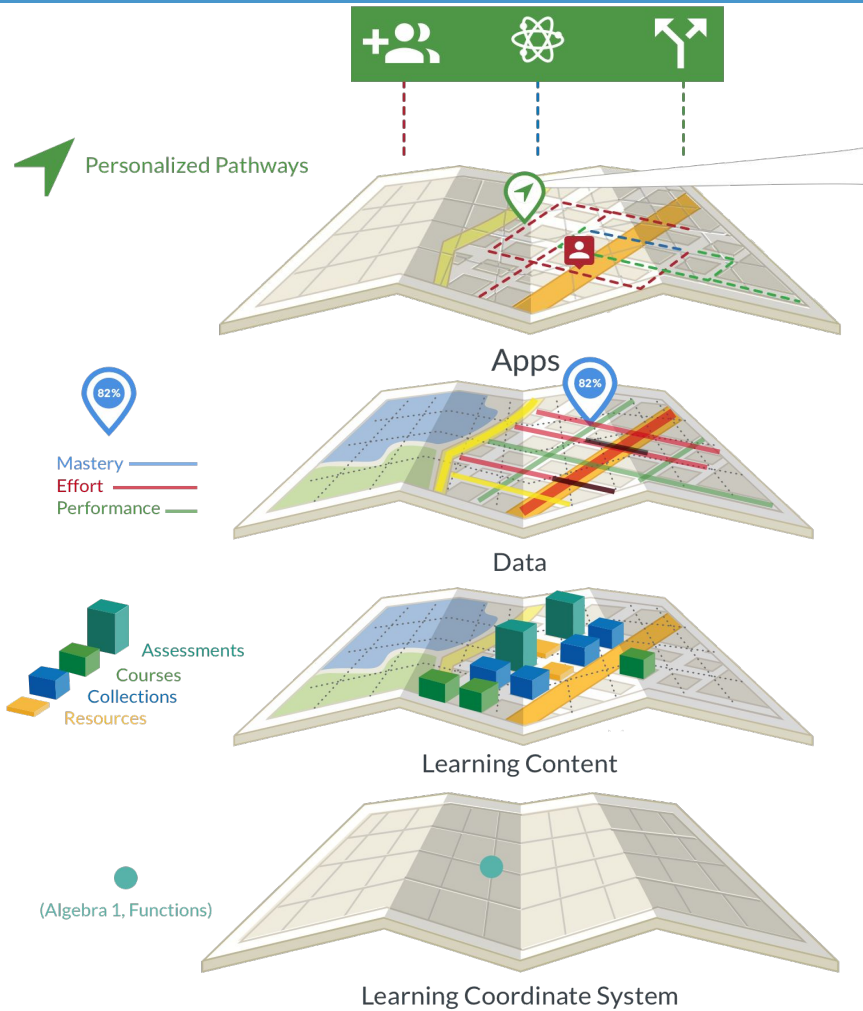 Personalized Pathways
Apps
82%
82%
Mastery
Effort
Performance
Data
Assessments
Courses
Collections
Resources
Learning Content
(Algebra 1, Functions)
Learning Coordinate System